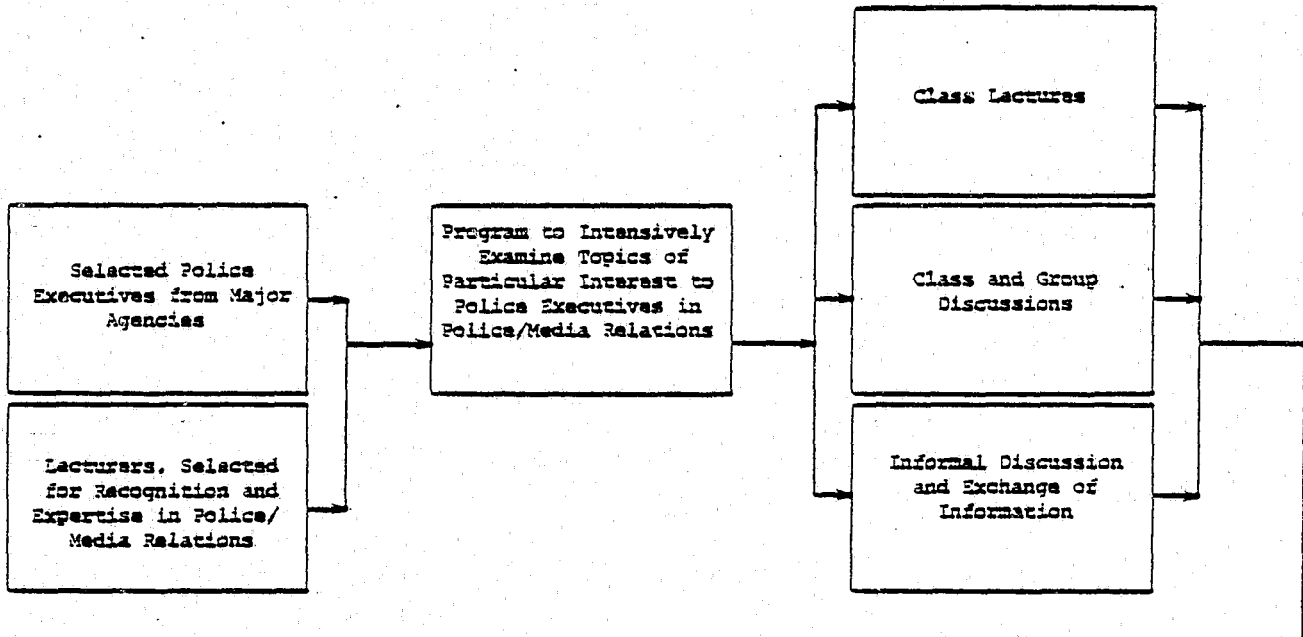 Selected Police
Executives from Major
Agencies
Lecturers, Selected
for Recognition and
Expertise in Police/
Media Relations
Program to Intensively
Examine Topics of
Particular Interest to
Police Executives in
Police/Media Relations
Class Lectures
Class and Group
Discussions
Informal Discussion
and Exchange of
Information